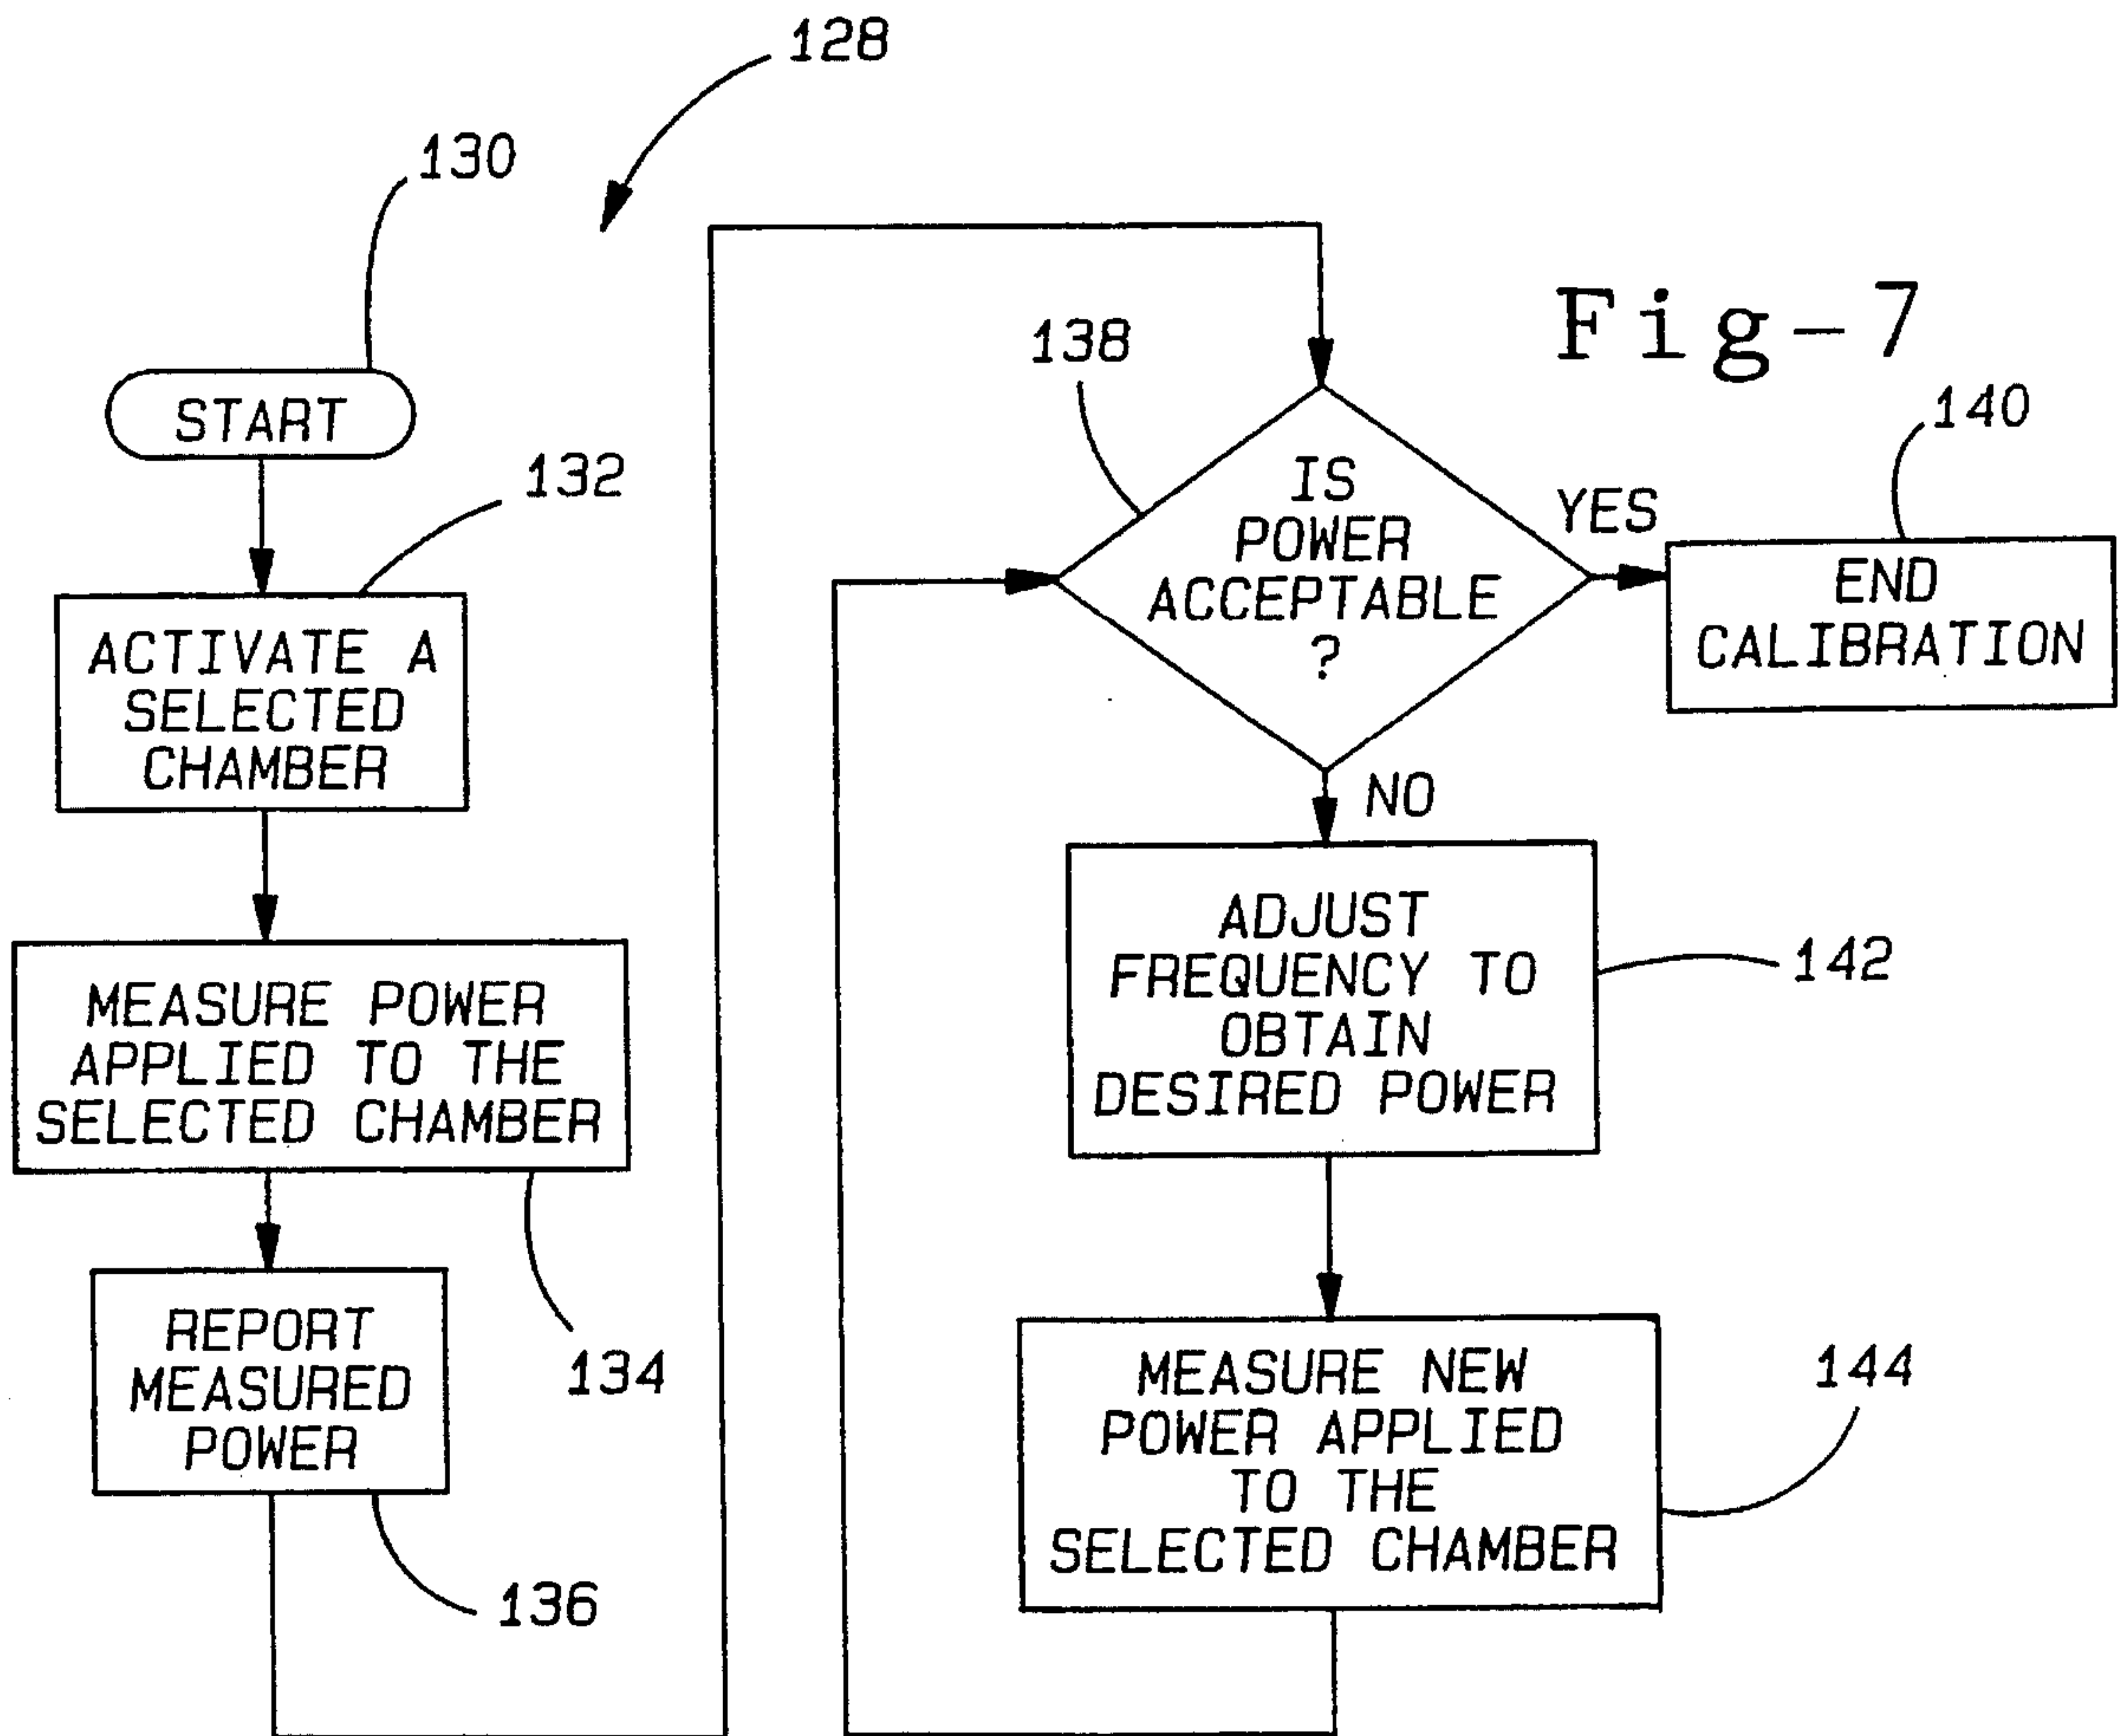 128
130
START
132
ACTIVATE A
SELECTED
CHAMBER
MEASURE POWER
APPLIED TO THE
SELECTED CHAMBER
134
REPORT
MEASURED
POWER
136
Fig-7
138
IS
POWER
ACCEPTABLE
?
YES
140
END
CALIBRATION
NO
ADJUST
FREQUENCY TO
OBTAIN
DESIRED POWER
142
MEASURE NEW
POWER APPLIED
TO THE
SELECTED CHAMBER
144